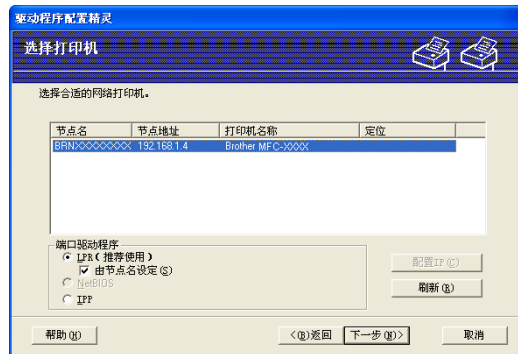 驱动程序配置精灵
选择打印机
选择合适的网络打印机。
节点名 节点地址 打印机名称 定位
BRNXXXXXXXX 192.168.1.4 Brother MFC-XXXX
端口驱动程序
LPR(推荐使用)
由节点名设定(S)
NetBIOS
IPP
配置IP(C)
刷新(R)
帮助(H) <(B)返回 下一步(N)> 取消